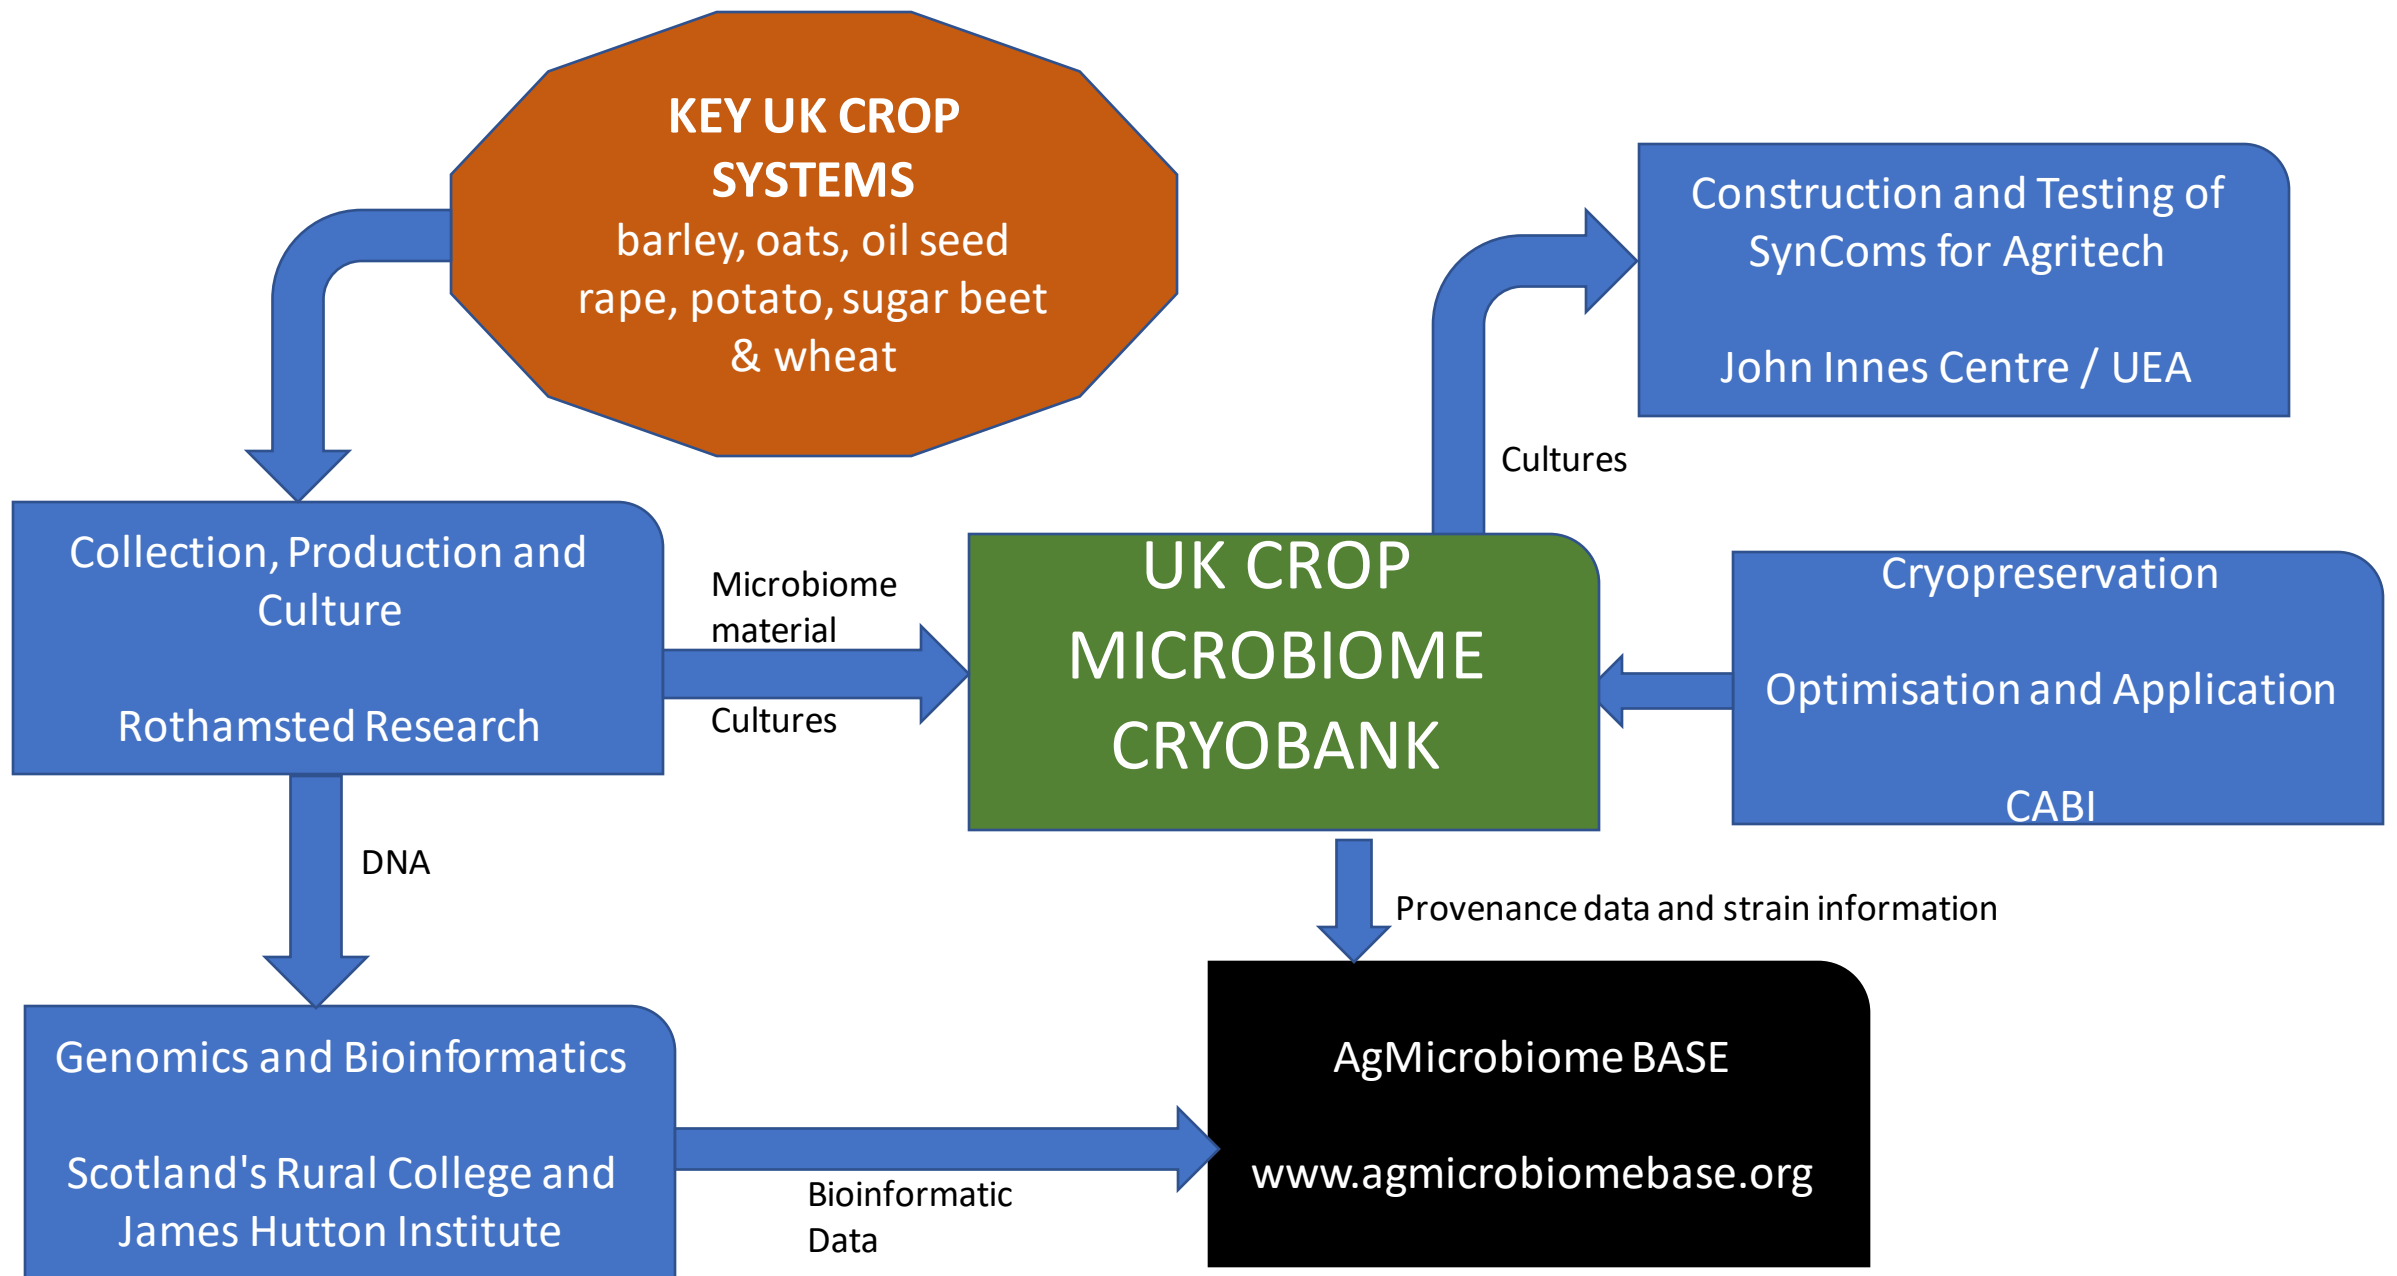 KEY UK CROP
SYSTEMS
barley, oats, oil seed
rape, potato, sugar beet
& wheat
Construction and Testing of
SynComs for Agritech
John Innes Centre / UEA
Cultures
Collection, Production and
Culture
Rothamsted Research
Microbiome
material
Cultures
UK CROP
MICROBIOME
CRYOBANK
Cryopreservation
Optimisation and Application
CABI
DNA
Provenance data and strain information
Genomics and Bioinformatics
Scotland's Rural College and
James Hutton Institute
Bioinformatic
Data
AgMicrobiome BASE
www.agmicrobiomebase.org